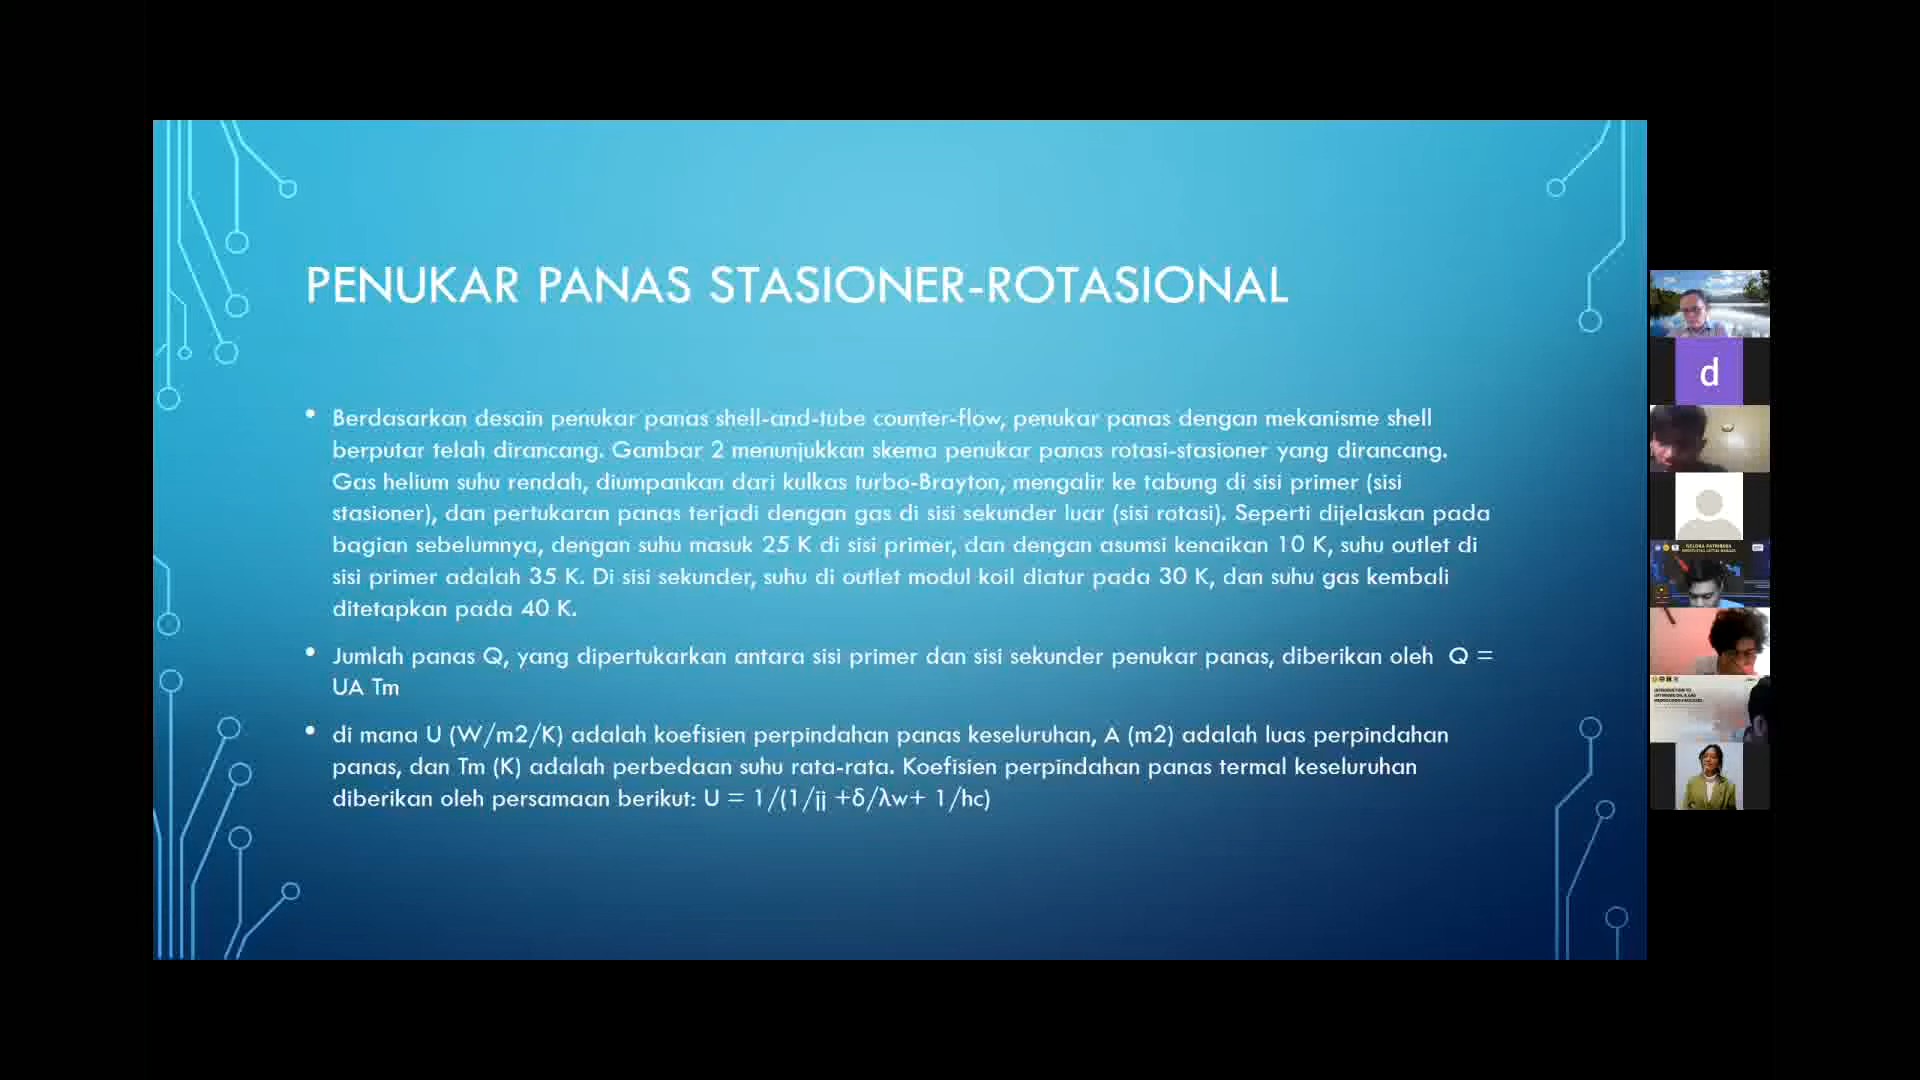 PENUKAR PANAS STASIONER-ROTASIONAL
• Berdasarkan desain penukar panas shell-and-tube counter-flow, penukar panas dengan mekanisme shell
berputar telah dirancang. Gambar 2 menunjukkan skema penukar panas rotasi-stasioner yang dirancang.
Gas helium suhu rendah, diumpankan dari kulkas turbo-Brayton, mengalir ke tabung di sisi primer (sisi
stasioner), dan pertukaran panas terjadi dengan gas di sisi sekunder luar (sisi rotasi). Seperti dijelaskan pada
bagian sebelumnya, dengan suhu masuk 25 K di sisi primer, dan dengan asumsi kenaikan 10 K, suhu outlet di
sisi primer adalah 35 K. Di sisi sekunder, suhu di outlet modul koil diatur pada 30 K, dan suhu gas kembali
ditetapkan pada 40 K.
• Jumlah panas Q, yang dipertukarkan antara sisi primer dan sisi sekunder penukar panas, diberikan oleh Q =
UA Tm
• di mana U (W/m2/K) adalah koefisien perpindahan panas keseluruhan, A (m2) adalah luas perpindahan
panas, dan Tm (K) adalah perbedaan suhu rata-rata. Koefisien perpindahan panas termal keseluruhan
diberikan oleh persamaan berikut: U = 1/(1/jj +δ/λw+ 1/hc)
d